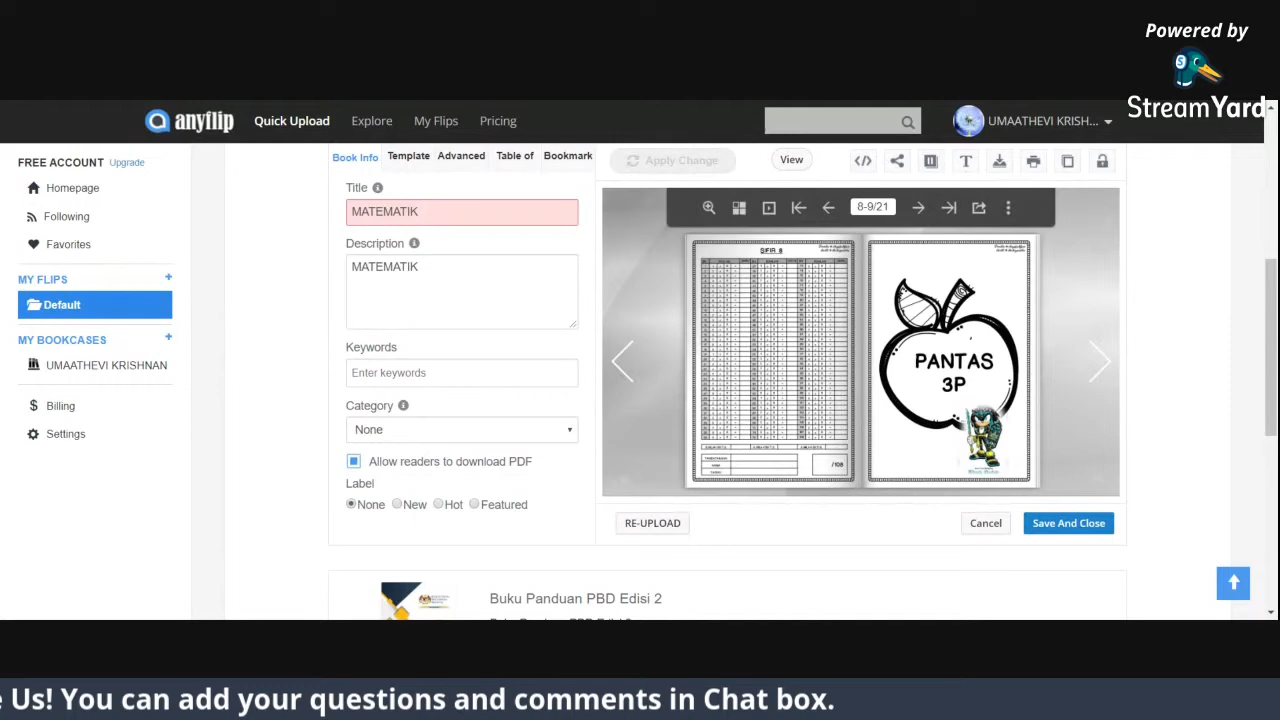 Powered by
StreamYard
anyflip Quick Upload Explore My Flips Pricing UMAATHEVI KRISH...
FREE ACCOUNT Upgrade
Homepage
Following
Favorites
MY FLIPS +
Default
MY BOOKCASES +
UMAATHEVI KRISHNAN
Billing
Settings
Book Info Template Advanced Table of Bookmark
Title
MATEMATIK
Description
MATEMATIK
Keywords
Enter keywords
Category
None
Allow readers to download PDF
Label
None New Hot Featured
Apply Change View
8-9/21
SIFIR 8
/108
PANTAS
3P
RE-UPLOAD Cancel Save And Close
Buku Panduan PBD Edisi 2
e Us! You can add your questions and comments in Chat box.